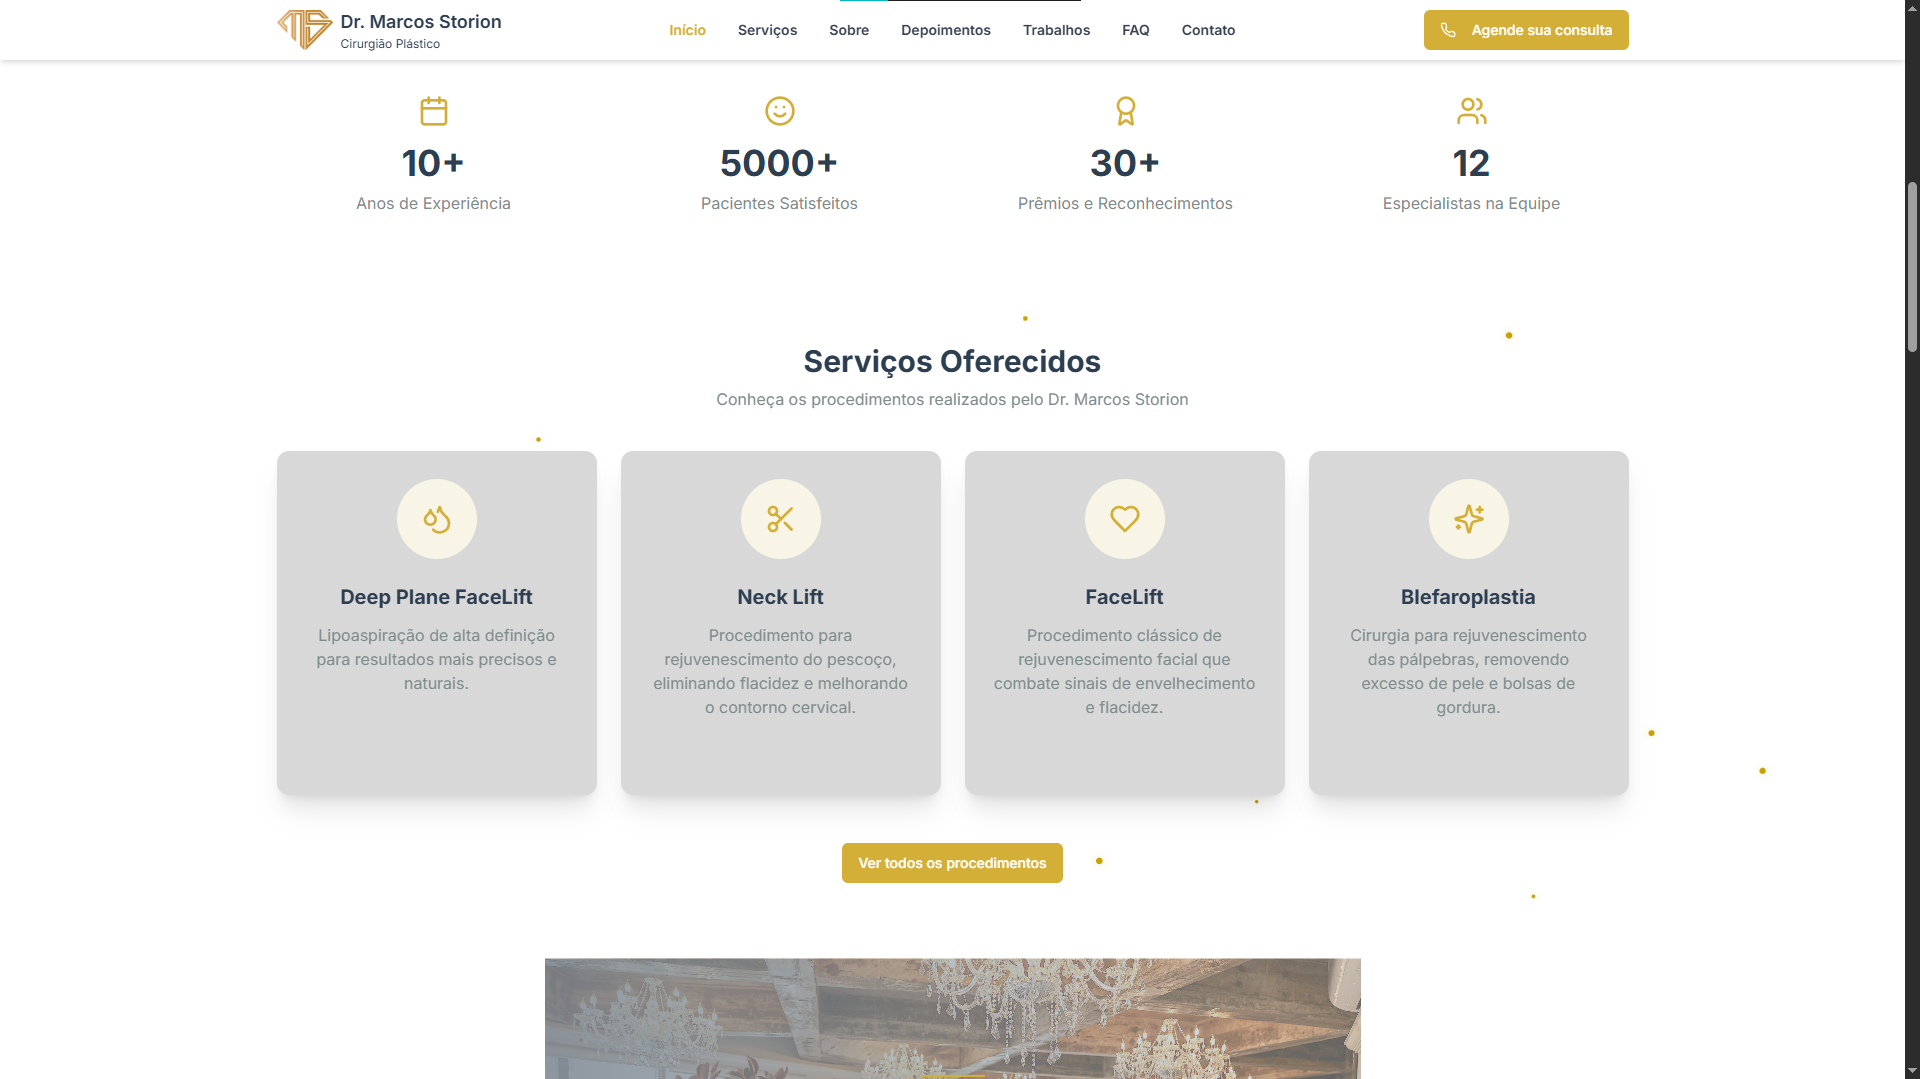 Dr. Marcos Storion
Cirurgião Plástico
Início
Serviços
Sobre
Depoimentos
Trabalhos
FAQ
Contato
Agende sua consulta
10+
Anos de Experiência
5000+
Pacientes Satisfeitos
30+
Prêmios e Reconhecimentos
12
Especialistas na Equipe
Serviços Oferecidos
Conheça os procedimentos realizados pelo Dr. Marcos Storion
Deep Plane FaceLift
Lipoaspiração de alta definição
para resultados mais precisos e
naturais.
Neck Lift
Procedimento para
rejuvenescimento do pescoço,
eliminando flacidez e melhorando
o contorno cervical.
FaceLift
Procedimento clássico de
rejuvenescimento facial que
combate sinais de envelhecimento
e flacidez.
Blefaroplastia
Cirurgia para rejuvenescimento
das pálpebras, removendo
excesso de pele e bolsas de
gordura.
Ver todos os procedimentos